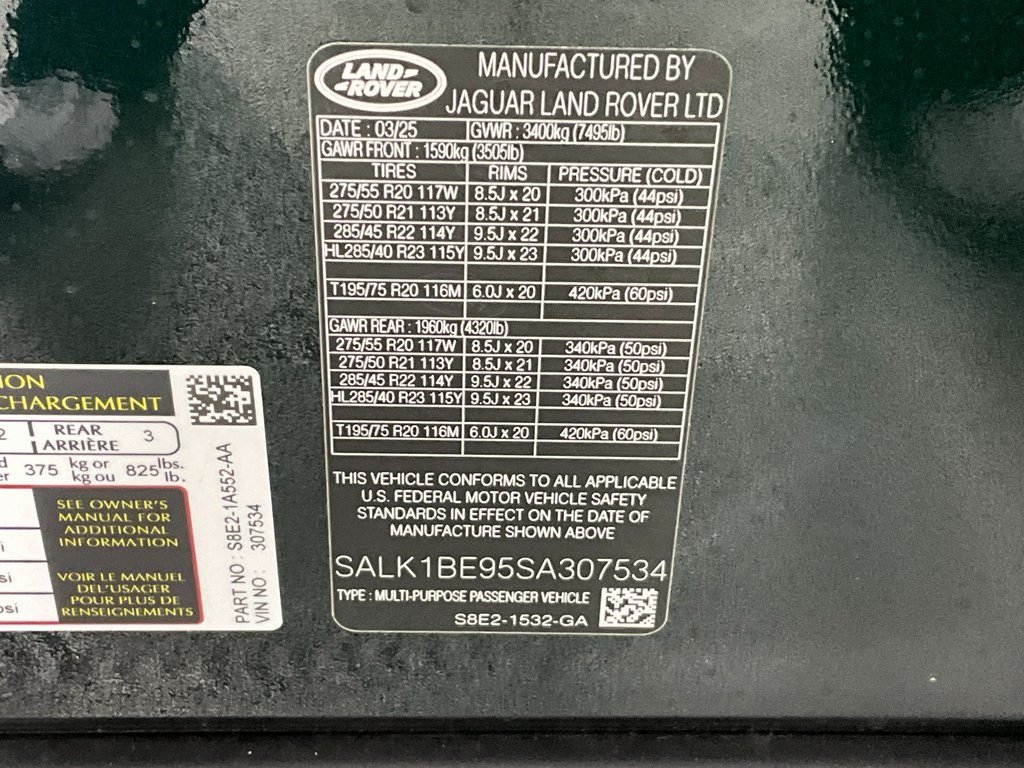 LAND ROVER
MANUFACTURED BY
JAGUAR LAND ROVER LTD
DATE : 03/25 GVWR : 3400kg (7495lb)
GAWR FRONT : 1590kg (3505lb)
TIRES RIMS PRESSURE (COLD)
275/55 R20 117W 8.5J x 20 300kPa (44psi)
275/50 R21 113Y 8.5J x 21 300kPa (44psi)
285/45 R22 114Y 9.5J x 22 300kPa (44psi)
HL285/40 R23 115Y 9.5J x 23 300kPa (44psi)
T195/75 R20 116M 6.0J x 20 420kPa (60psi)
GAWR REAR : 1960kg (4320lb)
275/55 R20 117W 8.5J x 20 340kPa (50psi)
275/50 R21 113Y 8.5J x 21 340kPa (50psi)
285/45 R22 114Y 9.5J x 22 340kPa (50psi)
HL285/40 R23 115Y 9.5J x 23 340kPa (50psi)
T195/75 R20 116M 6.0J x 20 420kPa (60psi)
THIS VEHICLE CONFORMS TO ALL APPLICABLE
U.S. FEDERAL MOTOR VEHICLE SAFETY
STANDARDS IN EFFECT ON THE DATE OF
MANUFACTURE SHOWN ABOVE
SALK1BE95SA307534
TYPE : MULTI-PURPOSE PASSENGER VEHICLE
S8E2-1532-GA
CHARGEMENT
2 REAR 3
ARRIÈRE
375 kg or 825 lbs.
kg ou lb.
SEE OWNER'S
MANUAL FOR
ADDITIONAL
INFORMATION
VOIR LE MANUEL
DEL'USAGER
POUR PLUS DE
RENSEIGNEMENTS
PART NO : S8E2-1A552-AA
VIN NO : 307534